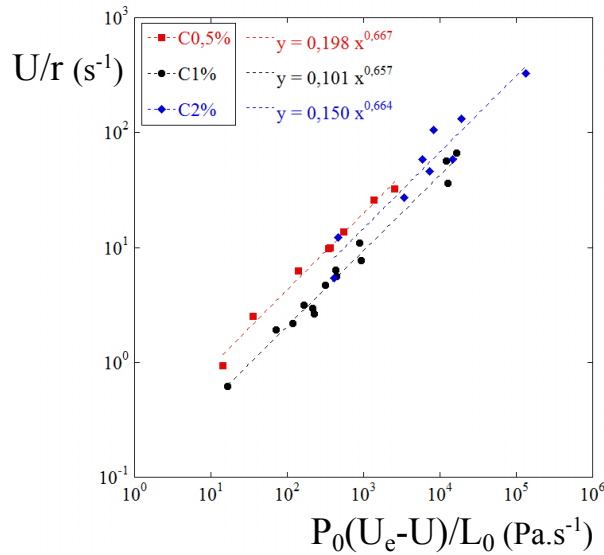 10³
C0,5% y = 0,198 x^0,667
U/r (s⁻¹)
C1% y = 0,101 x^0,657
C2% y = 0,150 x^0,664
10²
10¹
10⁰
10⁻¹
10⁰ 10¹ 10² 10³ 10⁴ 10⁵ 10⁶
P₀(Uₑ-U)/L₀ (Pa.s⁻¹)